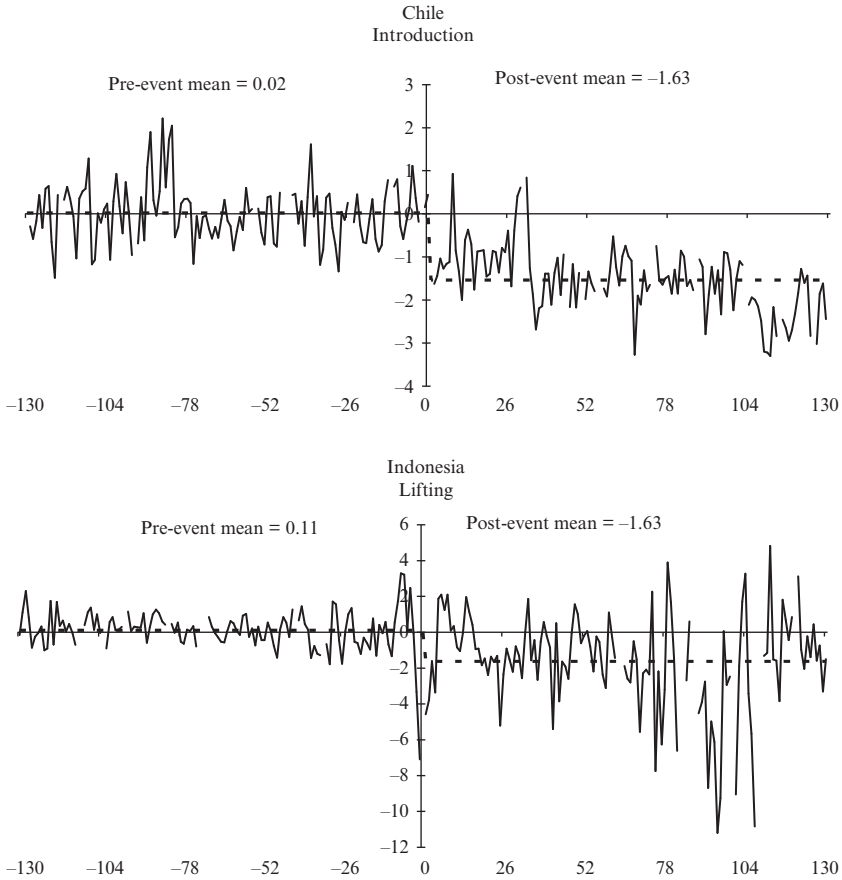 Chile
Introduction
Pre-event mean = 0.02
Post-event mean = –1.63
3
2
1
0
–1
–2
–3
–4
–130 –104 –78 –52 –26 0 26 52 78 104 130
Indonesia
Lifting
Pre-event mean = 0.11
Post-event mean = –1.63
6
4
2
0
–2
–4
–6
–8
–10
–12
–130 –104 –78 –52 –26 0 26 52 78 104 130